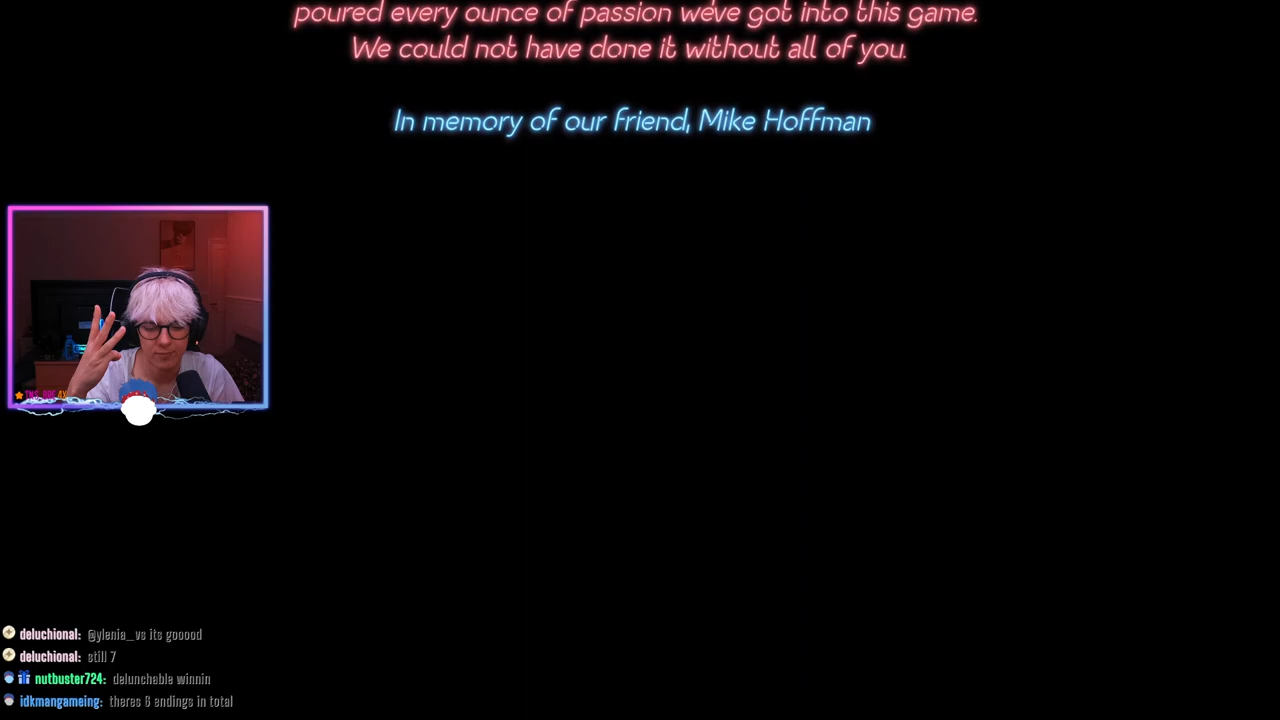 poured every ounce of passion we've got into this game.
We could not have done it without all of you.
In memory of our friend, Mike Hoffman
deluchional: @ylenia_vs its gooood
deluchional: still 7
nutbuster724: delunchable winnin
idkmangameing: theres 6 endings in total